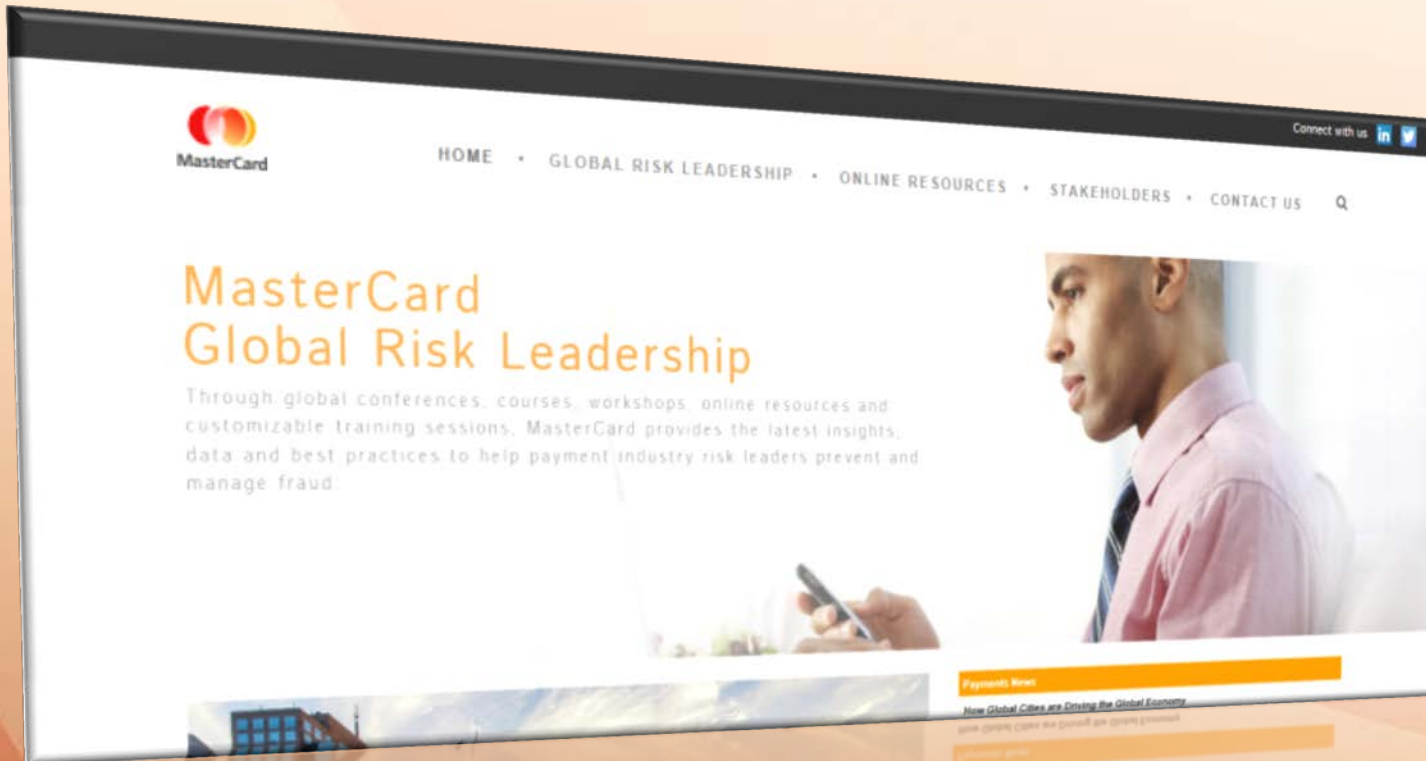 Connect with us
MasterCard
HOME • GLOBAL RISK LEADERSHIP • ONLINE RESOURCES • STAKEHOLDERS • CONTACT US
MasterCard
Global Risk Leadership
Through global conferences, courses, workshops, online resources and
customizable training sessions, MasterCard provides the latest insights,
data and best practices to help payment industry risk leaders prevent and
manage fraud.
Payments News
How Global Cities are Driving the Global Economy